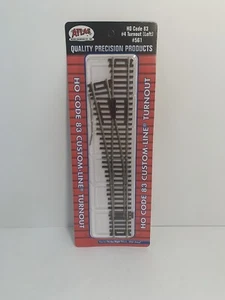 ATLAS
HO Code 83
#4 Turnout (Left)
#561
QUALITY PRECISION PRODUCTS
HO CODE 83 CUSTOM LINE® TURNOUT
HO CODE 83 CUSTOM LINE® TURNOUT